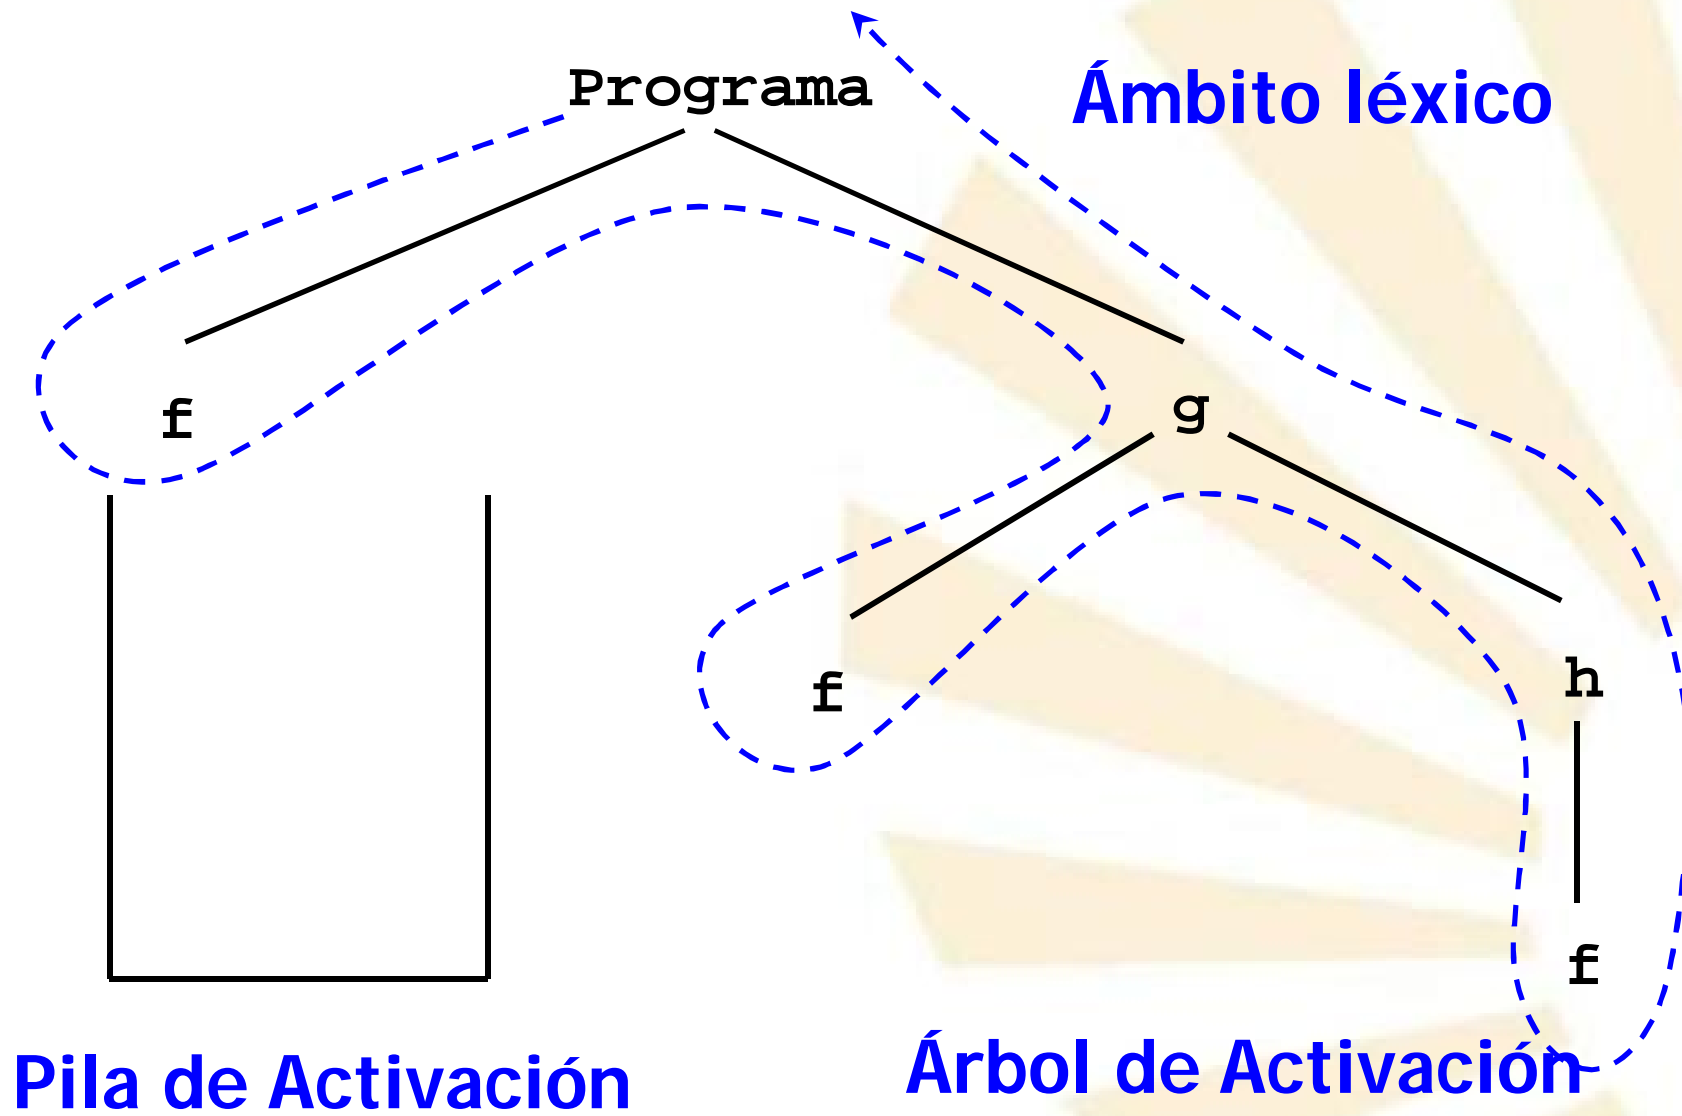 Programa
Ámbito léxico
f
g
f
h
f
Pila de Activación
Árbol de Activación